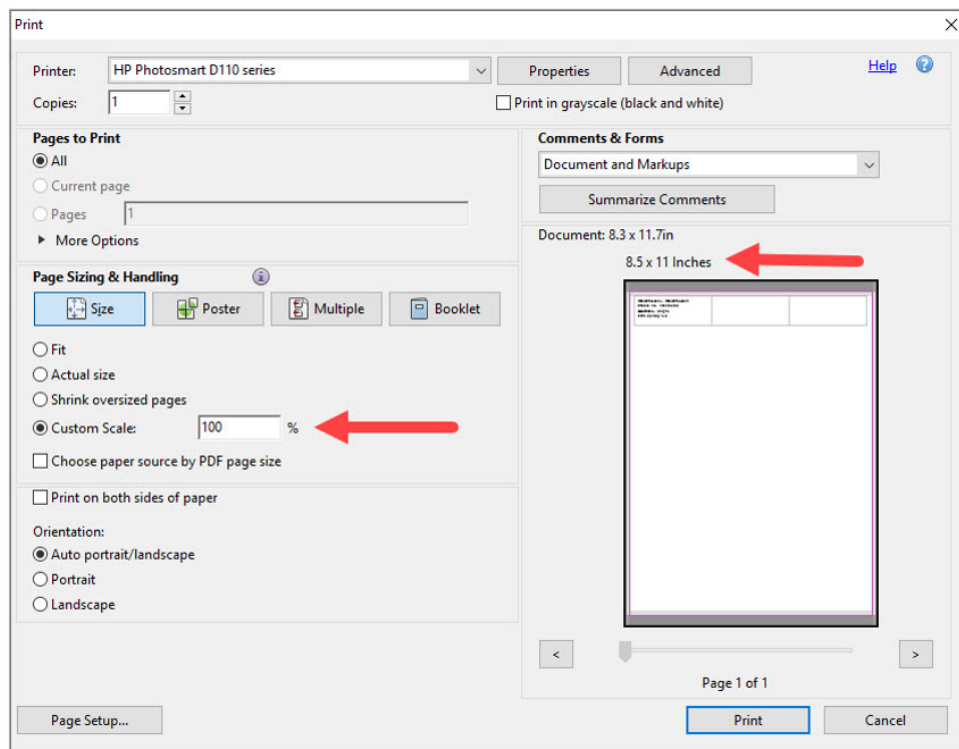 Print
Printer: HP Photosmart D110 series Properties Advanced Help
Copies: 1 Print in grayscale (black and white)
Pages to Print
All
Current page
Pages 1
More Options
Page Sizing & Handling
Size Poster Multiple Booklet
Fit
Actual size
Shrink oversized pages
Custom Scale: 100 %
Choose paper source by PDF page size
Print on both sides of paper
Orientation:
Auto portrait/landscape
Portrait
Landscape
Comments & Forms
Document and Markups
Summarize Comments
Document: 8.3 x 11.7in
8.5 x 11 Inches
< >
Page 1 of 1
Page Setup... Print Cancel